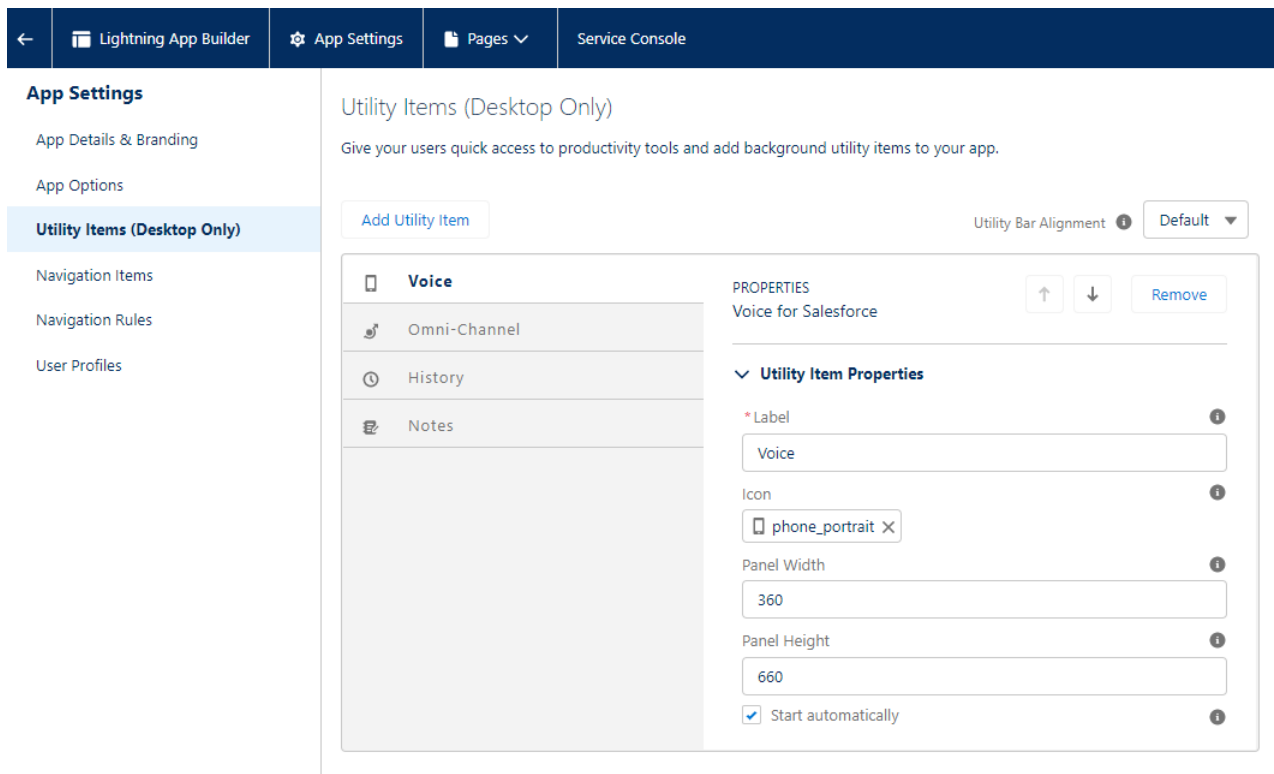 Lightning App Builder
App Settings
Pages
Service Console
App Settings
App Details & Branding
App Options
Utility Items (Desktop Only)
Navigation Items
Navigation Rules
User Profiles
Utility Items (Desktop Only)
Give your users quick access to productivity tools and add background utility items to your app.
Add Utility Item
Utility Bar Alignment
Default
Voice
Omni-Channel
History
Notes
PROPERTIES
Voice for Salesforce
Remove
Utility Item Properties
*Label
Voice
Icon
phone_portrait
Panel Width
360
Panel Height
660
Start automatically